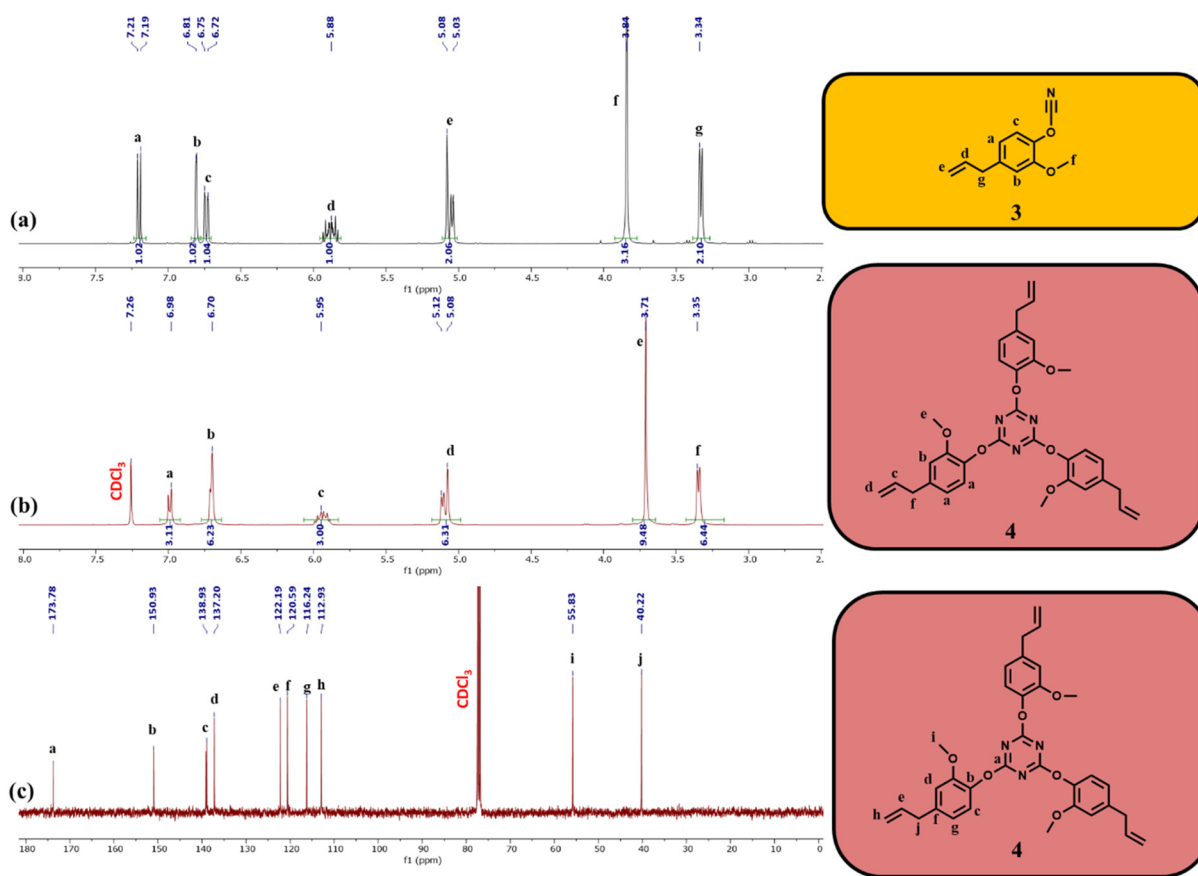 7.21 7.19 6.81 6.75 6.72 5.88 5.08 5.03 3.84 3.34
a b c d e f g
(a)
1.02 1.02 1.04 1.00 2.06 3.16 2.10
9.0 7.5 7.0 6.5 6.0 5.5 5.0 4.5 4.0 3.5 3.0 2.
f1 (ppm)
N
O
O
c
a
f
d
e
g
b
3
7.26 6.98 6.70 5.95 5.12 5.08 3.71 3.35
CDCl3
a b c d e f
(b)
3.11 6.23 3.00 6.31 9.48 6.44
9.0 7.5 7.0 6.5 6.0 5.5 5.0 4.5 4.0 3.5 3.0 2.
f1 (ppm)
O
O
e
O
N N
N
b
O
O
c
a
O
d
f
a
4
173.78 150.93 138.93 137.20 122.19 120.59 116.24 112.93 55.83 40.22
a b c d e f g h
CDCl3
i j
(c)
180 170 160 150 140 130 120 110 100 90 80 70 60 50 40 30 20 10 0
f1 (ppm)
O
O
i
O
a
N N
N
d
O
b
O
e
O
h
j
f
g
c
4